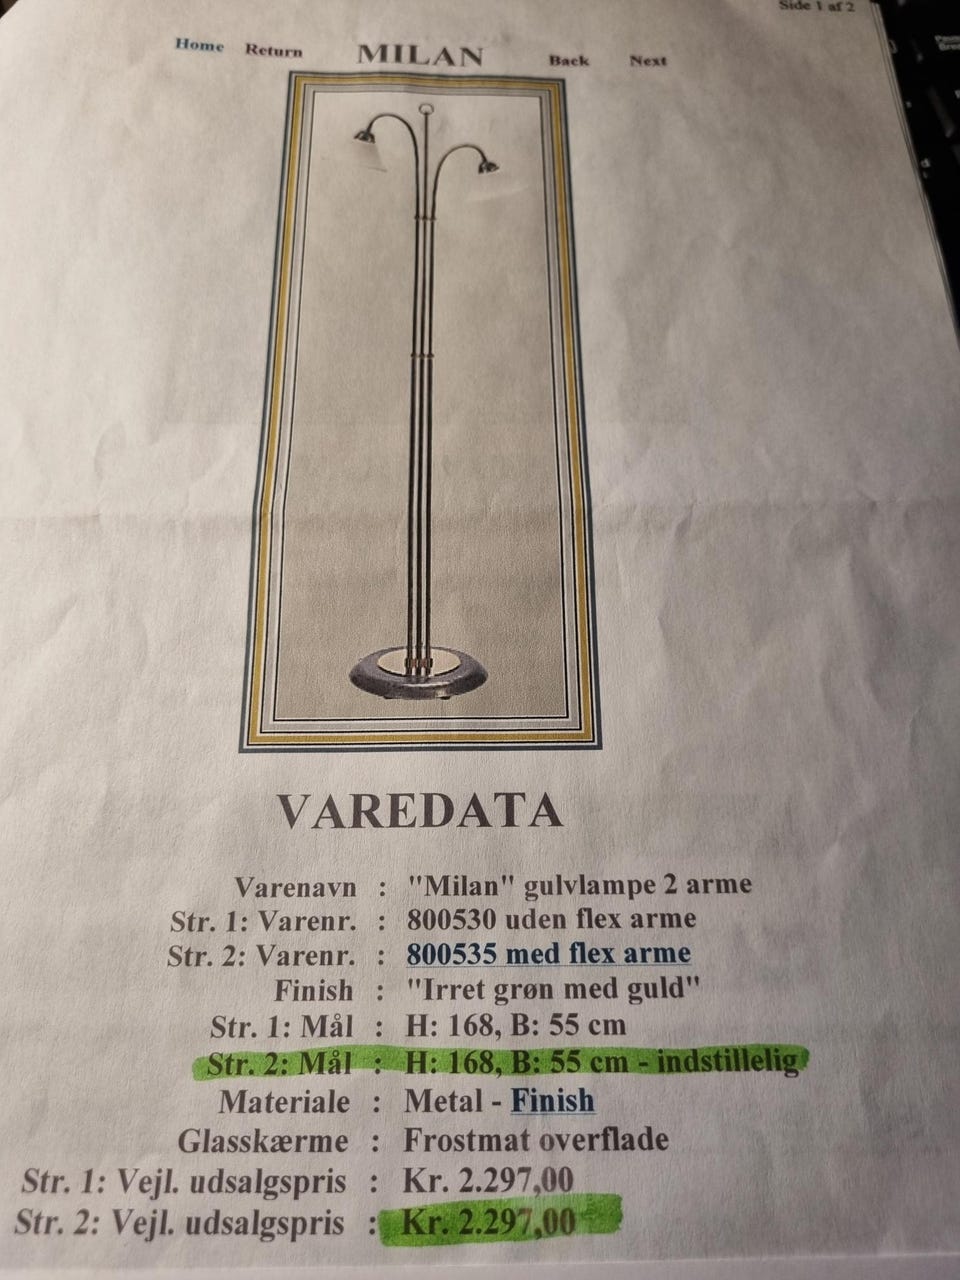 Side 1 af 2
Home Return MILAN Back Next
VAREDATA
Varenavn : "Milan" gulvlampe 2 arme
Str. 1: Varenr. : 800530 uden flex arme
Str. 2: Varenr. : 800535 med flex arme
Finish : "Irret grøn med guld"
Str. 1: Mål : H: 168, B: 55 cm
Str. 2: Mål : H: 168, B: 55 cm - indstillelig
Materiale : Metal - Finish
Glasskærme : Frostmat overflade
Str. 1: Vejl. udsalgspris : Kr. 2.297,00
Str. 2: Vejl. udsalgspris : Kr. 2.297,00